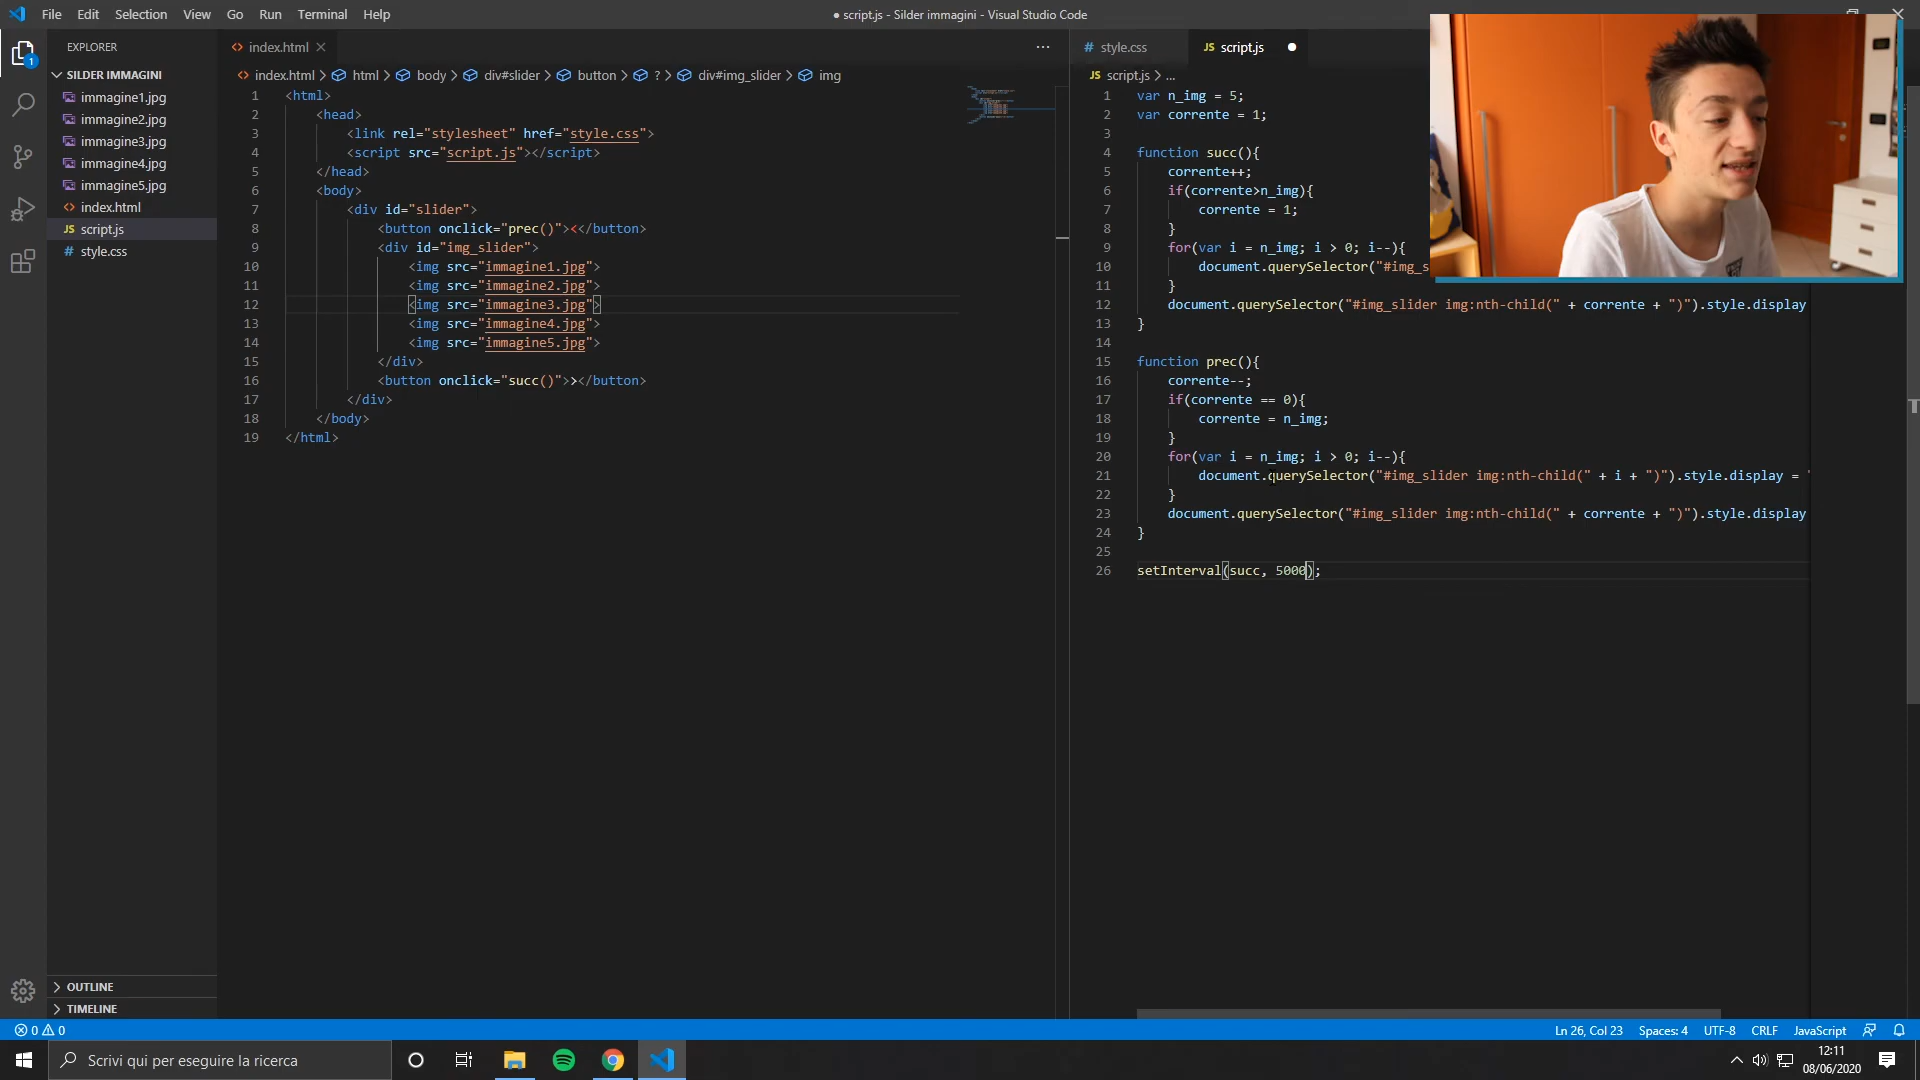 File Edit Selection View Go Run Terminal Help
● script.js - Silder immagini - Visual Studio Code
EXPLORER
SILDER IMMAGINI
immagine1.jpg
immagine2.jpg
immagine3.jpg
immagine4.jpg
immagine5.jpg
index.html
JS script.js
# style.css
OUTLINE
TIMELINE
index.html
index.html > html > body > div#slider > button > ? > div#img_slider > img
1 <html>
2 <head>
3 <link rel="stylesheet" href="style.css">
4 <script src="script.js"></script>
5 </head>
6 <body>
7 <div id="slider">
8 <button onclick="prec()"><</button>
9 <div id="img_slider">
10 <img src="immagine1.jpg">
11 <img src="immagine2.jpg">
12 <img src="immagine3.jpg">
13 <img src="immagine4.jpg">
14 <img src="immagine5.jpg">
15 </div>
16 <button onclick="succ()">></button>
17 </div>
18 </body>
19 </html>
# style.css JS script.js
JS script.js > ...
1 var n_img = 5;
2 var corrente = 1;
3
4 function succ(){
5 corrente++;
6 if(corrente>n_img){
7 corrente = 1;
8 }
9 for(var i = n_img; i > 0; i--){
10 document.querySelector("#img_s
11 }
12 document.querySelector("#img_slider img:nth-child(" + corrente + ")").style.display
13 }
14
15 function prec(){
16 corrente--;
17 if(corrente == 0){
18 corrente = n_img;
19 }
20 for(var i = n_img; i > 0; i--){
21 document.querySelector("#img_slider img:nth-child(" + i + ")").style.display = "
22 }
23 document.querySelector("#img_slider img:nth-child(" + corrente + ")").style.display
24 }
25
26 setInterval(succ, 5000);
0 0
Ln 26, Col 23 Spaces: 4 UTF-8 CRLF JavaScript
Scrivi qui per eseguire la ricerca
12:11
08/06/2020
1